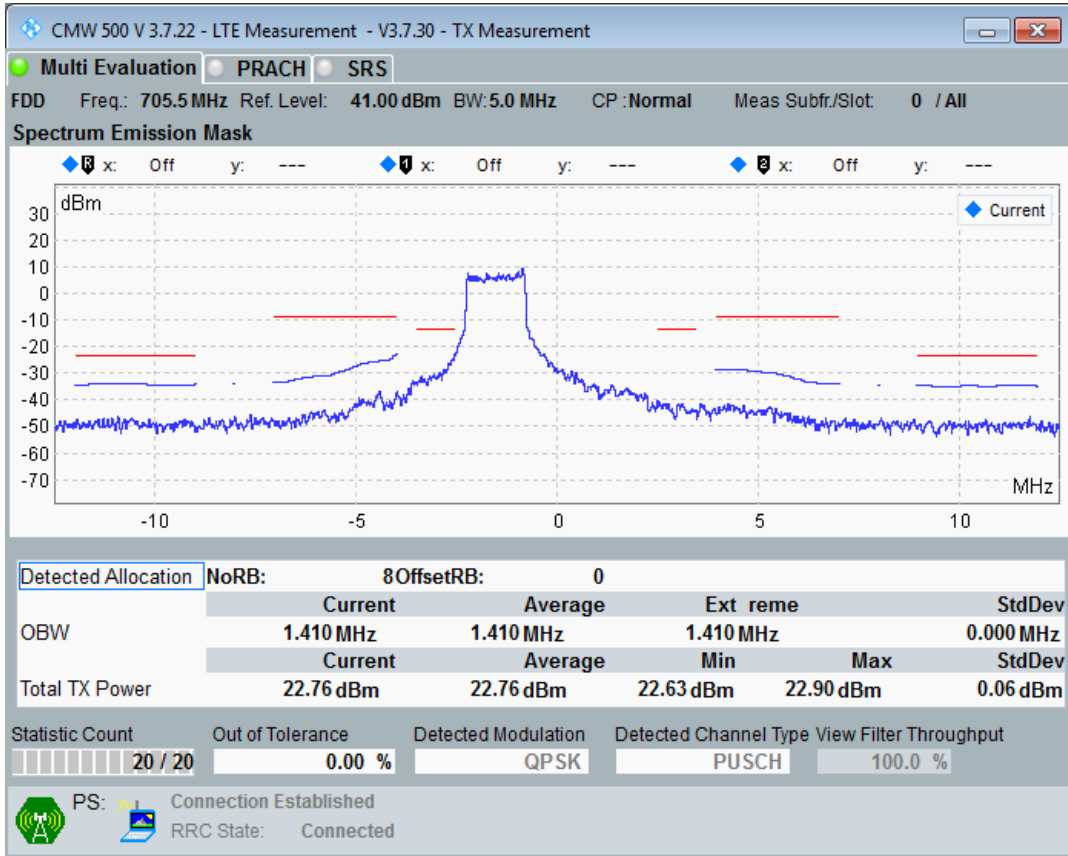 CMW 500 V 3.7.22 - LTE Measurement - V3.7.30 - TX Measurement
Multi Evaluation PRACH SRS
FDD Freq.: 705.5 MHz Ref. Level: 41.00 dBm BW: 5.0 MHz CP : Normal Meas Subfr./Slot: 0 / All
Spectrum Emission Mask
R x: Off y: --- 1 x: Off y: --- 2 x: Off y: ---
dBm
Current
30
20
10
0
-10
-20
-30
-40
-50
-60
-70
MHz
-10 -5 0 5 10
Detected Allocation NoRB: 8 OffsetRB: 0
Current Average Ext reme StdDev
OBW 1.410 MHz 1.410 MHz 1.410 MHz 0.000 MHz
Current Average Min Max StdDev
Total TX Power 22.76 dBm 22.76 dBm 22.63 dBm 22.90 dBm 0.06 dBm
Statistic Count Out of Tolerance Detected Modulation Detected Channel Type View Filter Throughput
20 / 20 0.00 % QPSK PUSCH 100.0 %
PS: Connection Established
RRC State: Connected